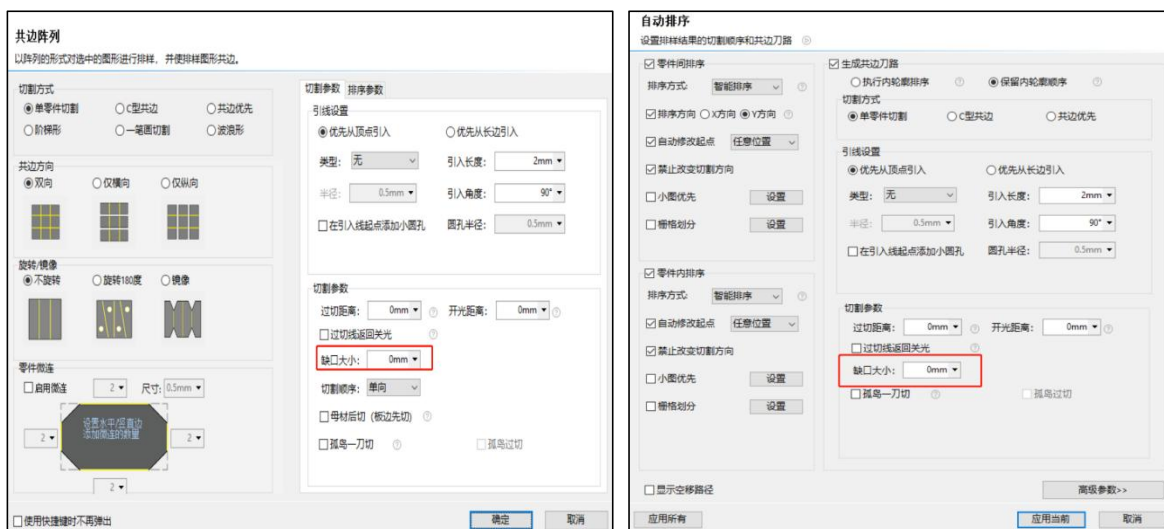 共边阵列
以阵列的形式对选中的图形进行排样，并使排样图形共边。
切割方式
单零件切割 C型共边 共边优先
阶梯形 一笔画切割 波浪形
共边方向
双向 仅横向 仅纵向
旋转/镜像
不旋转 旋转180度 镜像
零件微连
启用微连 2 尺寸: 0.5mm
设置水平/竖直边
添加微连的数量
2 2
2
使用快捷键时不再弹出
切割参数 排序参数
引线设置
优先从顶点引入 优先从长边引入
类型: 无 引入长度: 2mm
半径: 0.5mm 引入角度: 90°
在引入线起点添加小圆孔 圆孔半径: 0.5mm
切割参数
过切距离: 0mm 开光距离: 0mm
过切线返回关光
缺口大小: 0mm
切割顺序: 单向
母材后切 (板边先切)
孤岛一刀切 孤岛过切
确定 取消
自动排序
设置排样结果的切割顺序和共边刀路
零件间排序
排序方式: 智能排序
排序方向 X方向 Y方向
自动修改起点 任意位置
禁止改变切割方向
小图优先 设置
栅格划分 设置
零件内排序
排序方式: 智能排序
自动修改起点 任意位置
禁止改变切割方向
小图优先 设置
栅格划分 设置
显示空移路径
应用所有
生成共边刀路
执行内轮廓排序 保留内轮廓顺序
切割方式
单零件切割 C型共边 共边优先
引线设置
优先从顶点引入 优先从长边引入
类型: 无 引入长度: 2mm
半径: 0.5mm 引入角度: 90°
在引入线起点添加小圆孔 圆孔半径: 0.5mm
切割参数
过切距离: 0mm 开光距离: 0mm
过切线返回关光
缺口大小: 0mm
孤岛一刀切 孤岛过切
高级参数>>
应用当前 取消